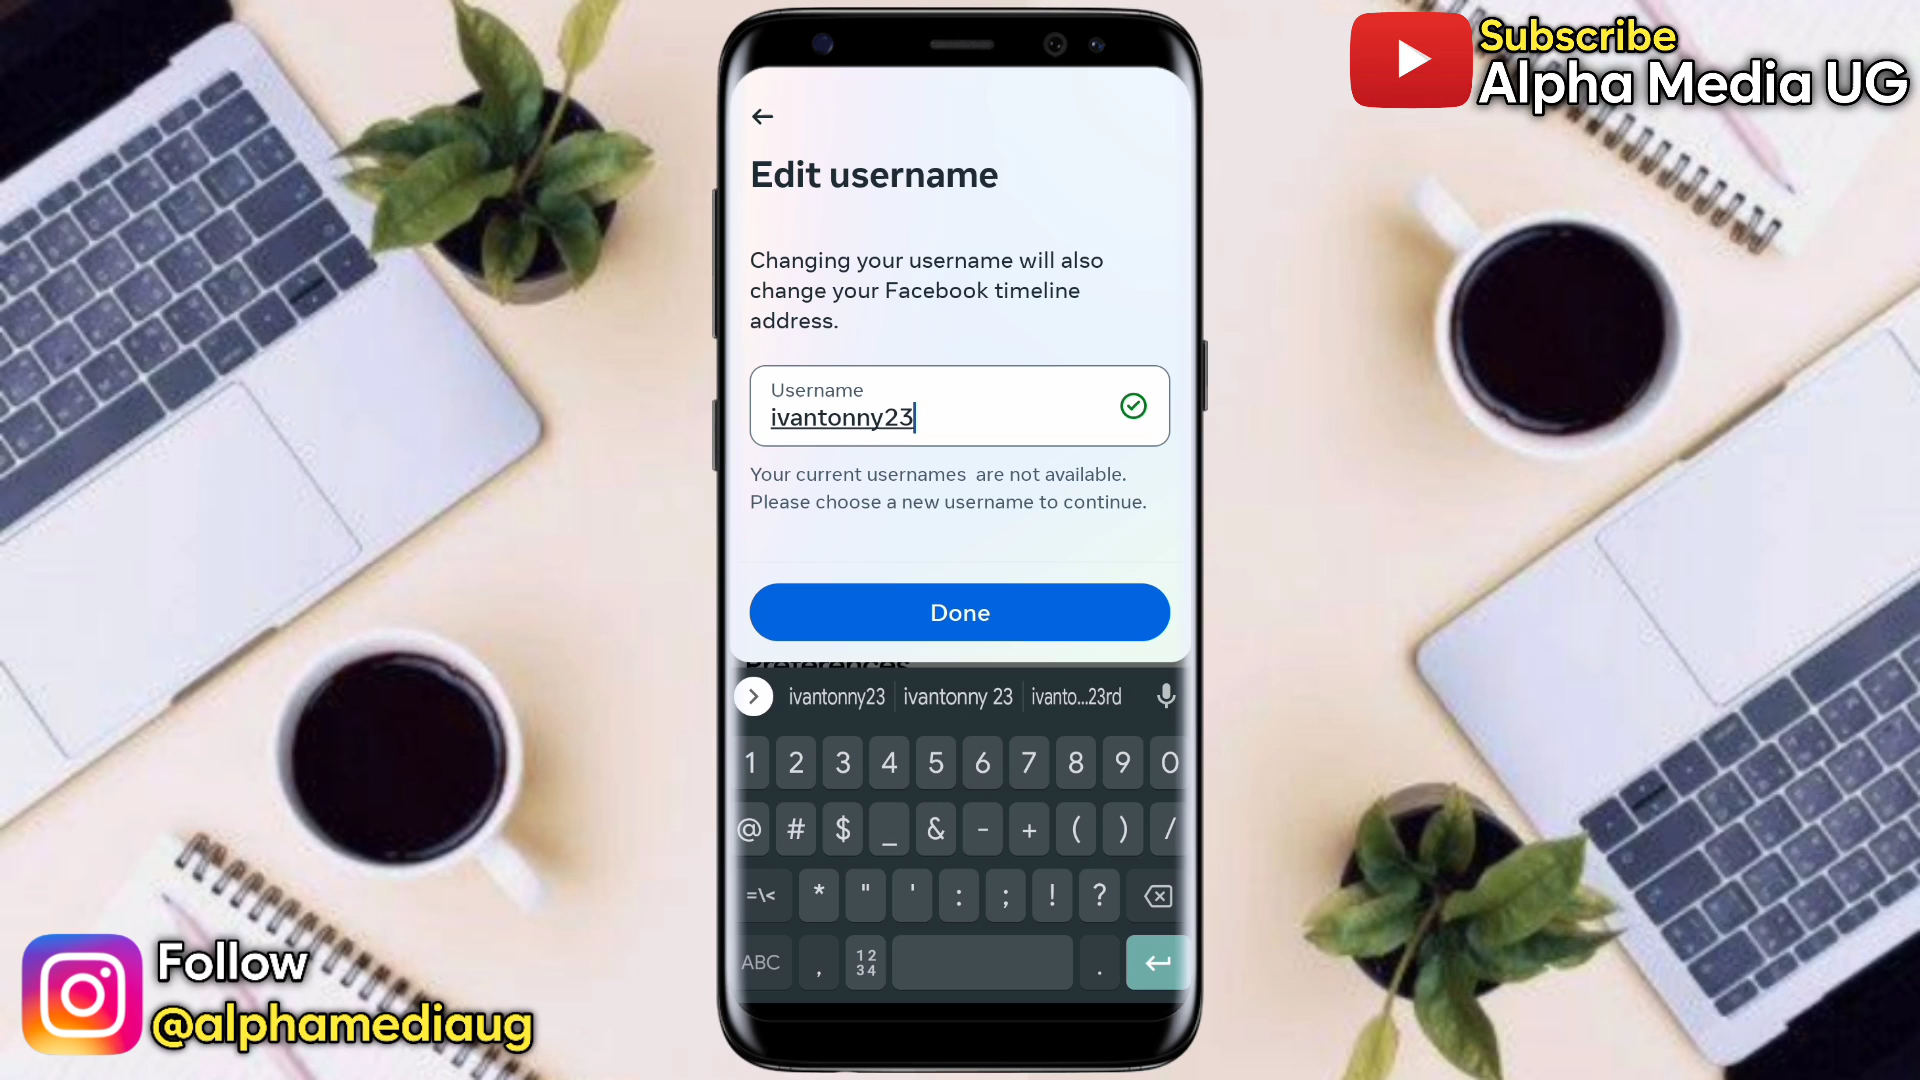 Subscribe
Alpha Media UG
Edit username
Changing your username will also
change your Facebook timeline
address.
Username
ivantonny23
Your current usernames are not available.
Please choose a new username to continue.
Done
Preferences
ivantonny23 ivantonny 23 ivanto...23rd
1 2 3 4 5 6 7 8 9 0
@ # $ _ & - + ( ) /
=\< * " ' : ; ! ?
ABC , 12 34 .
Follow
@alphamediaug